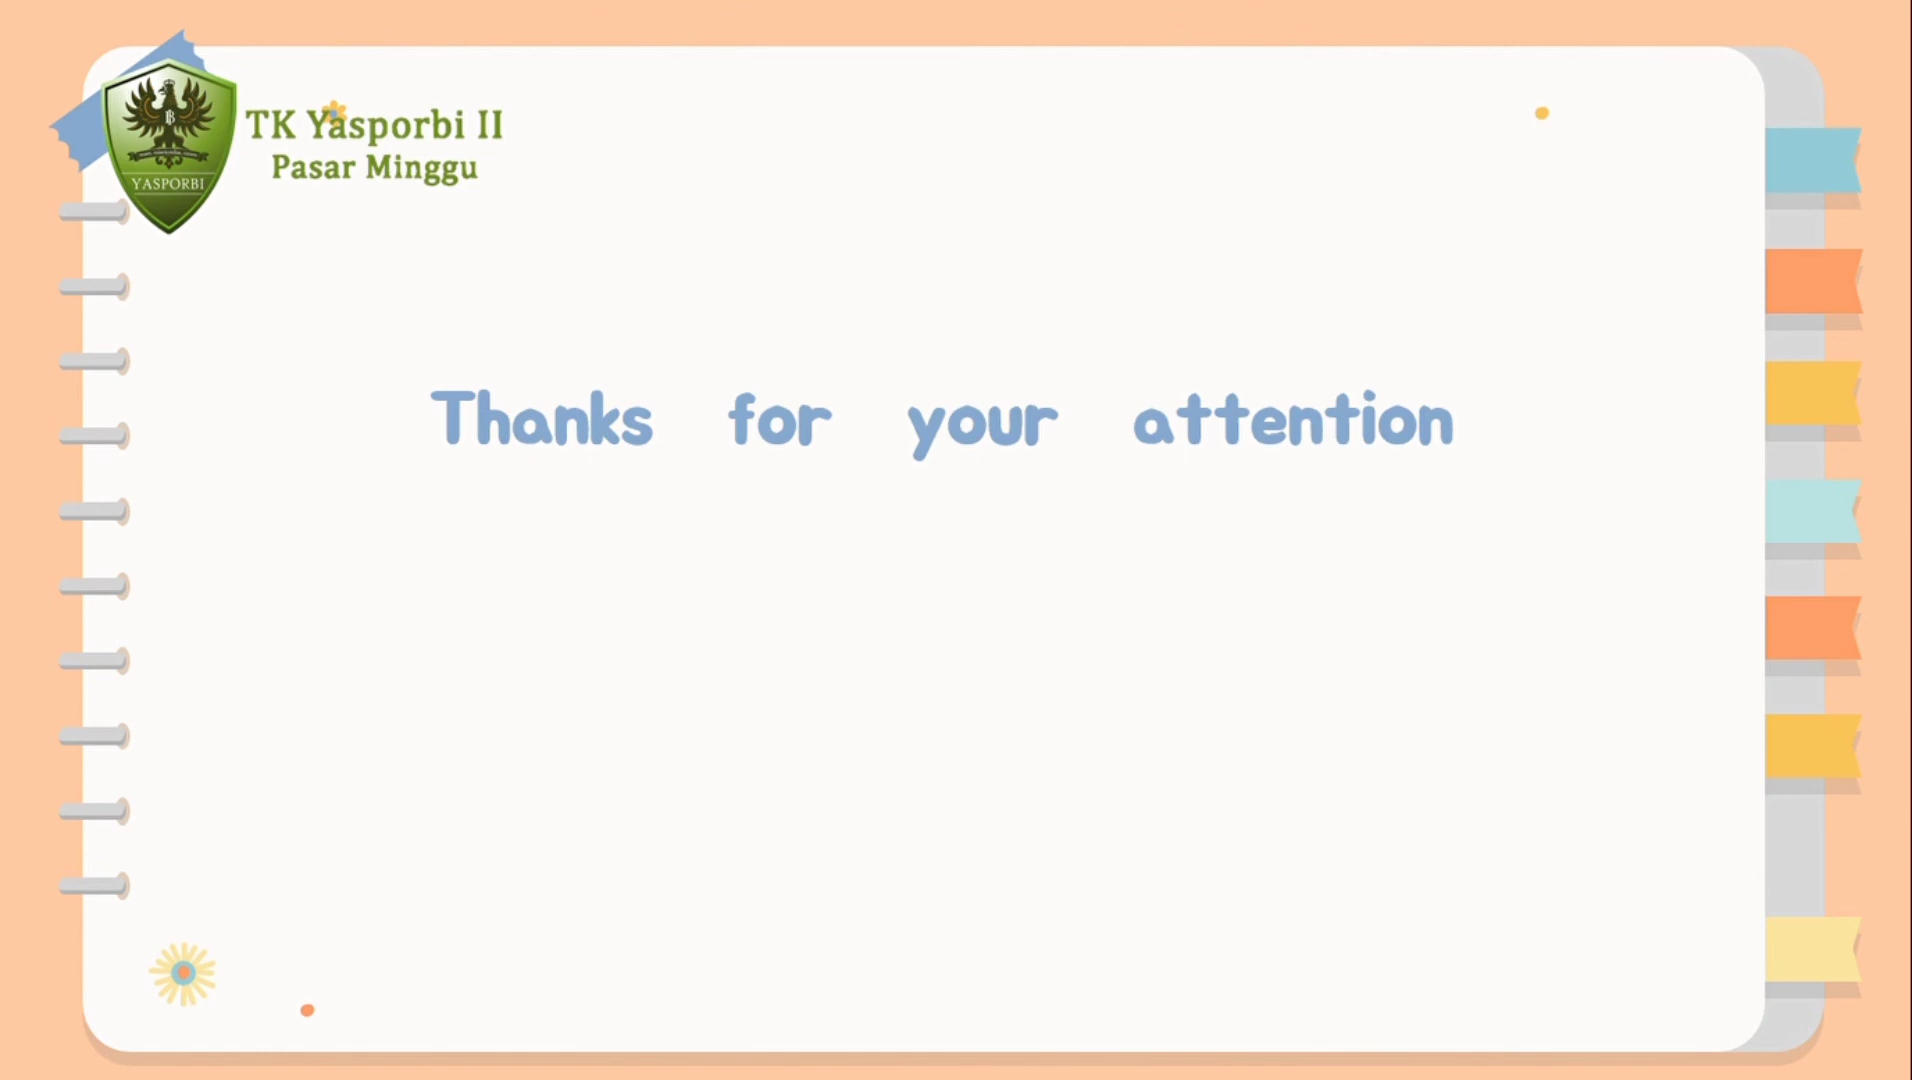 TK Yasporbi II
Pasar Minggu
YASPORBI
Thanks for your attention